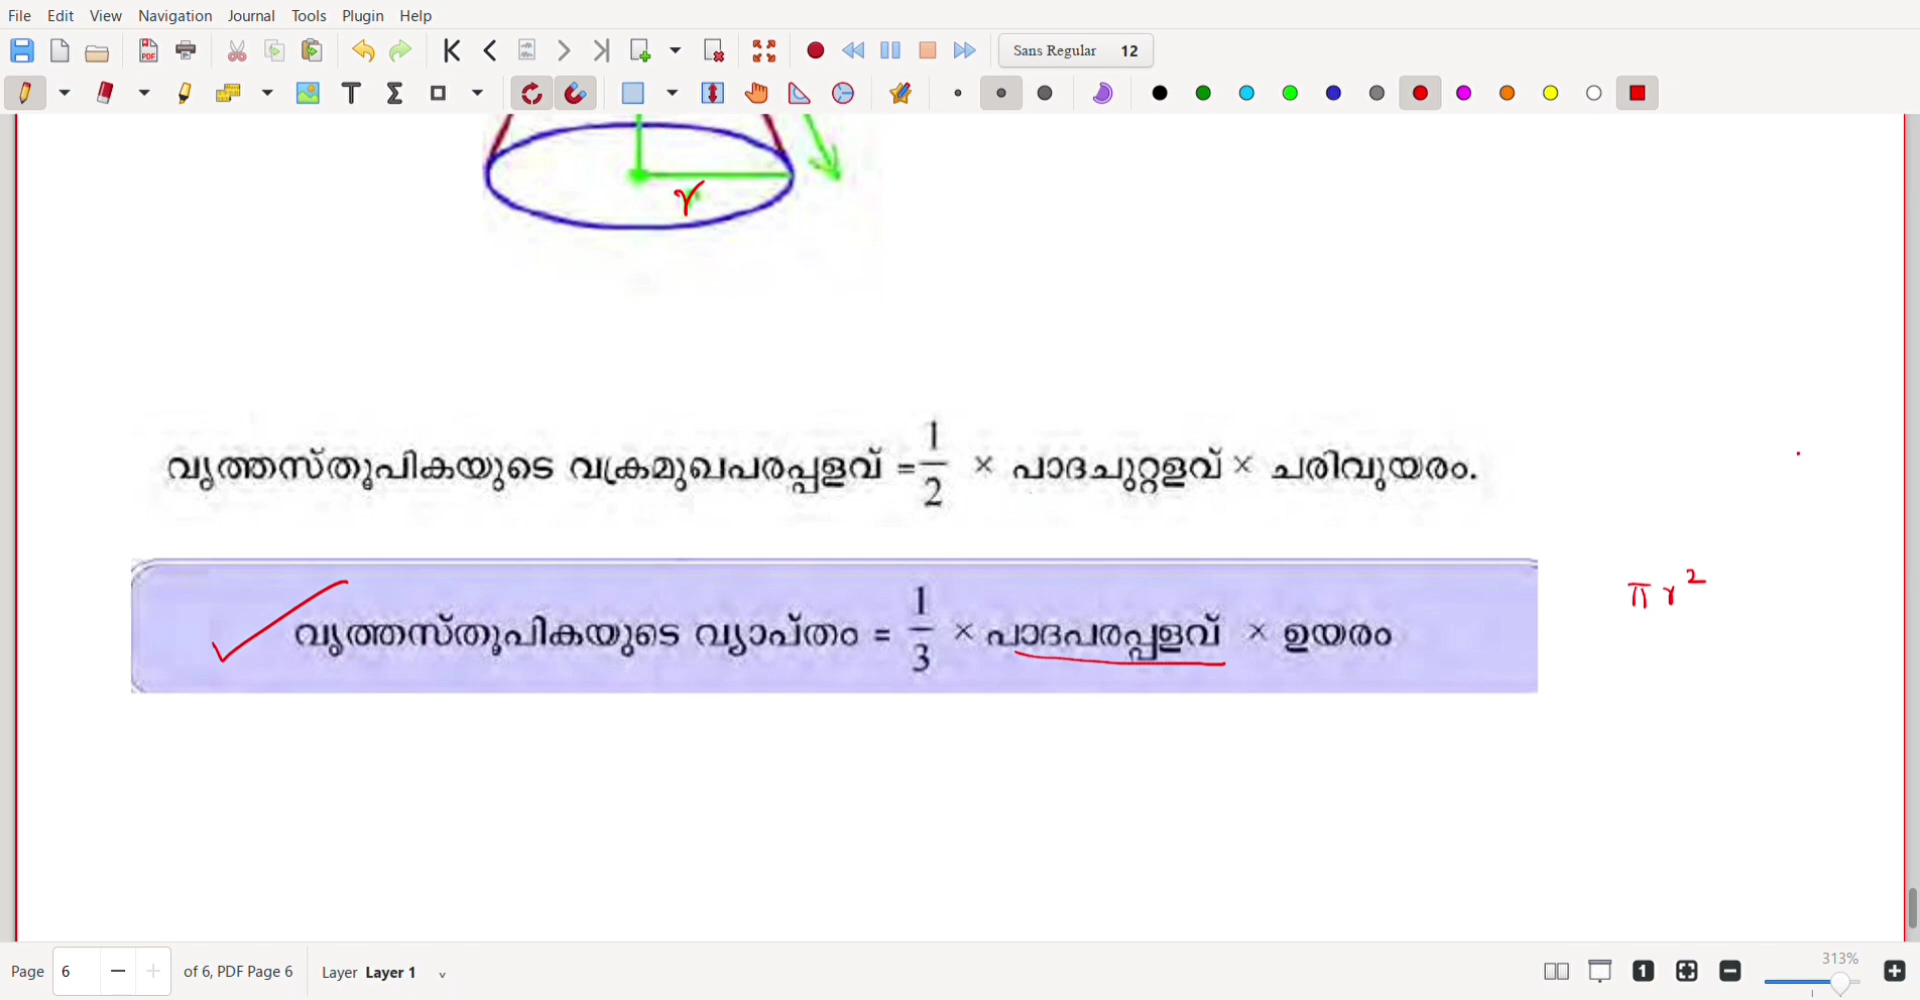 File Edit View Navigation Journal Tools Plugin Help
Sans Regular 12
r
വൃത്തസ്തൂപികയുടെ വക്രമുഖപരപ്പളവ് = 1/2 × പാദചുറ്റളവ് × ചരിവുയരം.
πr²
വൃത്തസ്തൂപികയുടെ വ്യാപ്തം = 1/3 × പാദപരപ്പളവ് × ഉയരം
313%
Page 6 of 6, PDF Page 6 Layer Layer 1